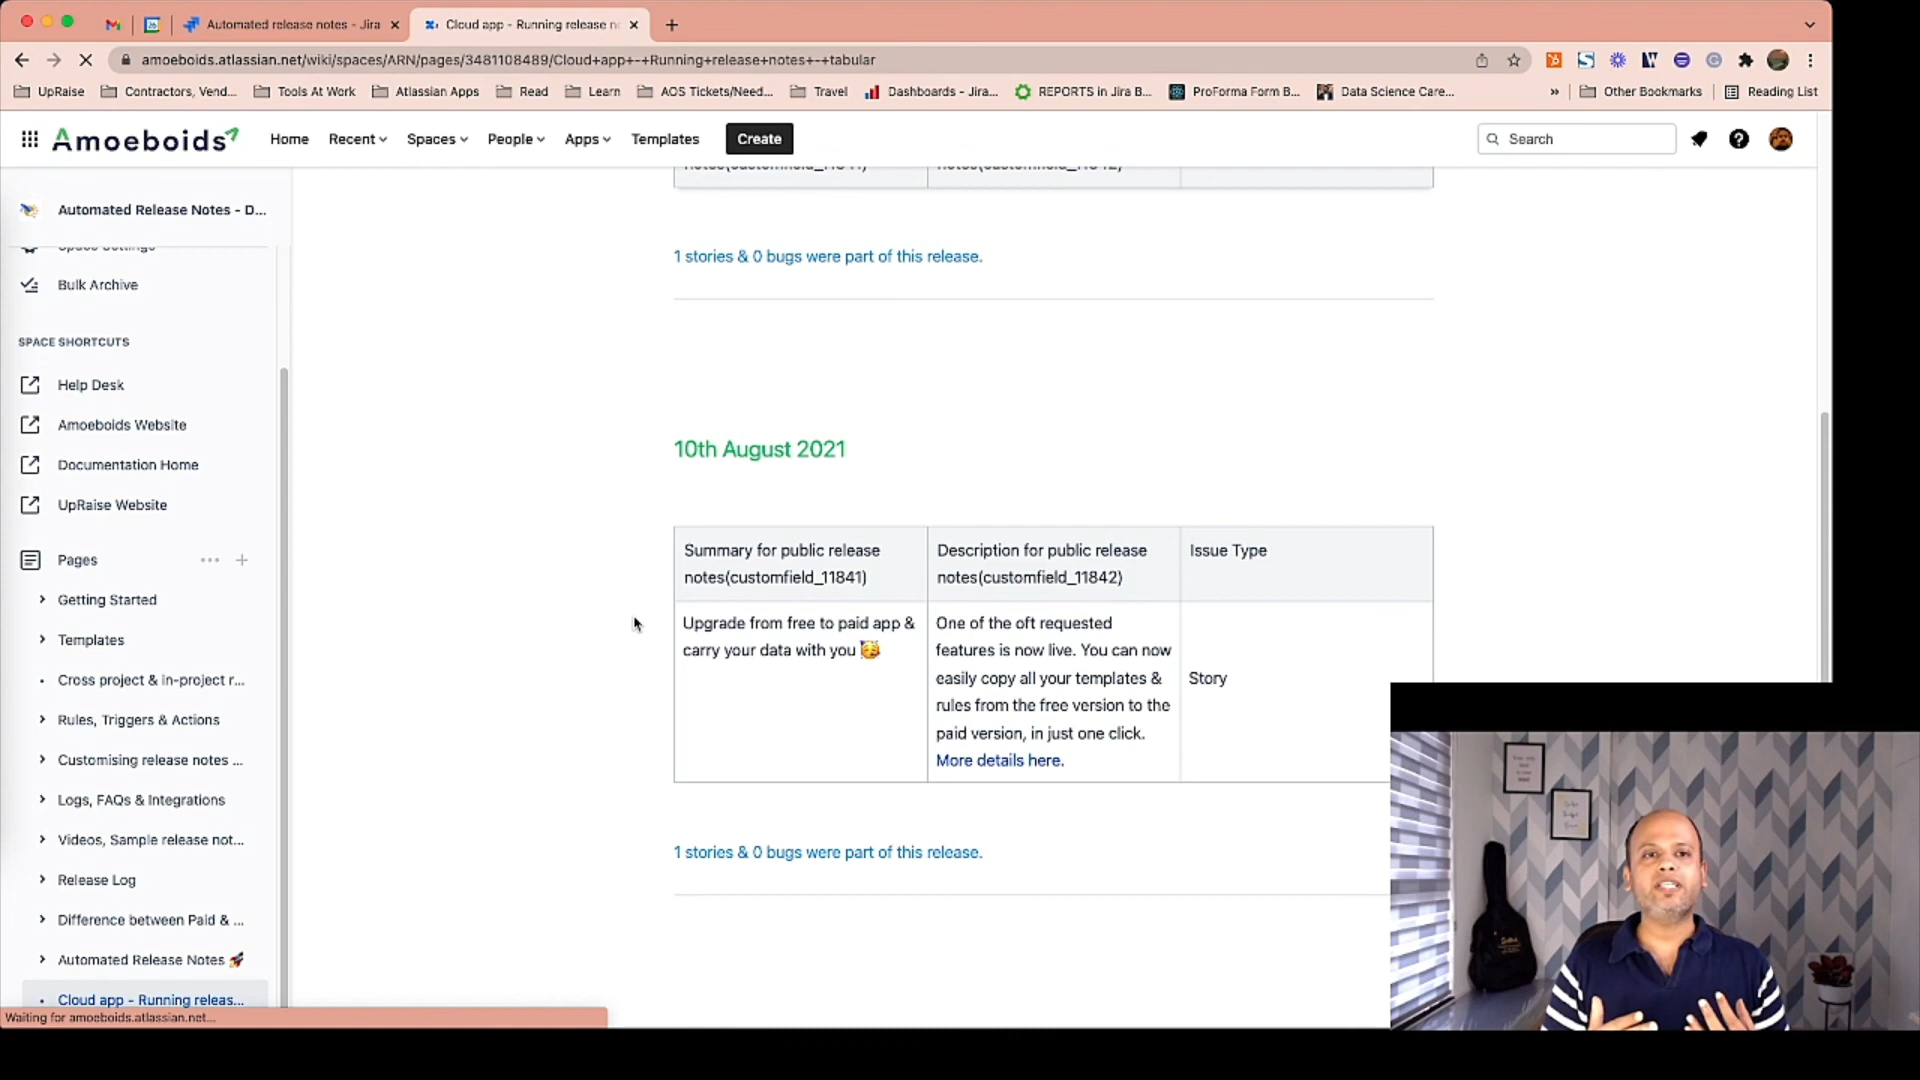 Automated release notes - Jira
Cloud app - Running release n
amoeboids.atlassian.net/wiki/spaces/ARN/pages/3481108489/Cloud+app+-+Running+release+notes+-+tabular
UpRaise
Contractors, Vend...
Tools At Work
Atlassian Apps
Read
Learn
AOS Tickets/Need...
Travel
Dashboards - Jira...
REPORTS in Jira B...
ProForma Form B...
Data Science Care...
»
Other Bookmarks
Reading List
Amoeboids
Home
Recent
Spaces
People
Apps
Templates
Create
Search
Automated Release Notes - D...
Space Settings
Bulk Archive
SPACE SHORTCUTS
Help Desk
Amoeboids Website
Documentation Home
UpRaise Website
Pages
Getting Started
Templates
Cross project & in-project r...
Rules, Triggers & Actions
Customising release notes ...
Logs, FAQs & Integrations
Videos, Sample release not...
Release Log
Difference between Paid & ...
Automated Release Notes 🚀
Cloud app - Running releas...
Waiting for amoeboids.atlassian.net...
1 stories & 0 bugs were part of this release.
10th August 2021
Summary for public release
notes(customfield_11841)
Description for public release
notes(customfield_11842)
Issue Type
Upgrade from free to paid app &
carry your data with you 🥳
One of the oft requested
features is now live. You can now
easily copy all your templates &
rules from the free version to the
paid version, in just one click.
More details here.
Story
1 stories & 0 bugs were part of this release.